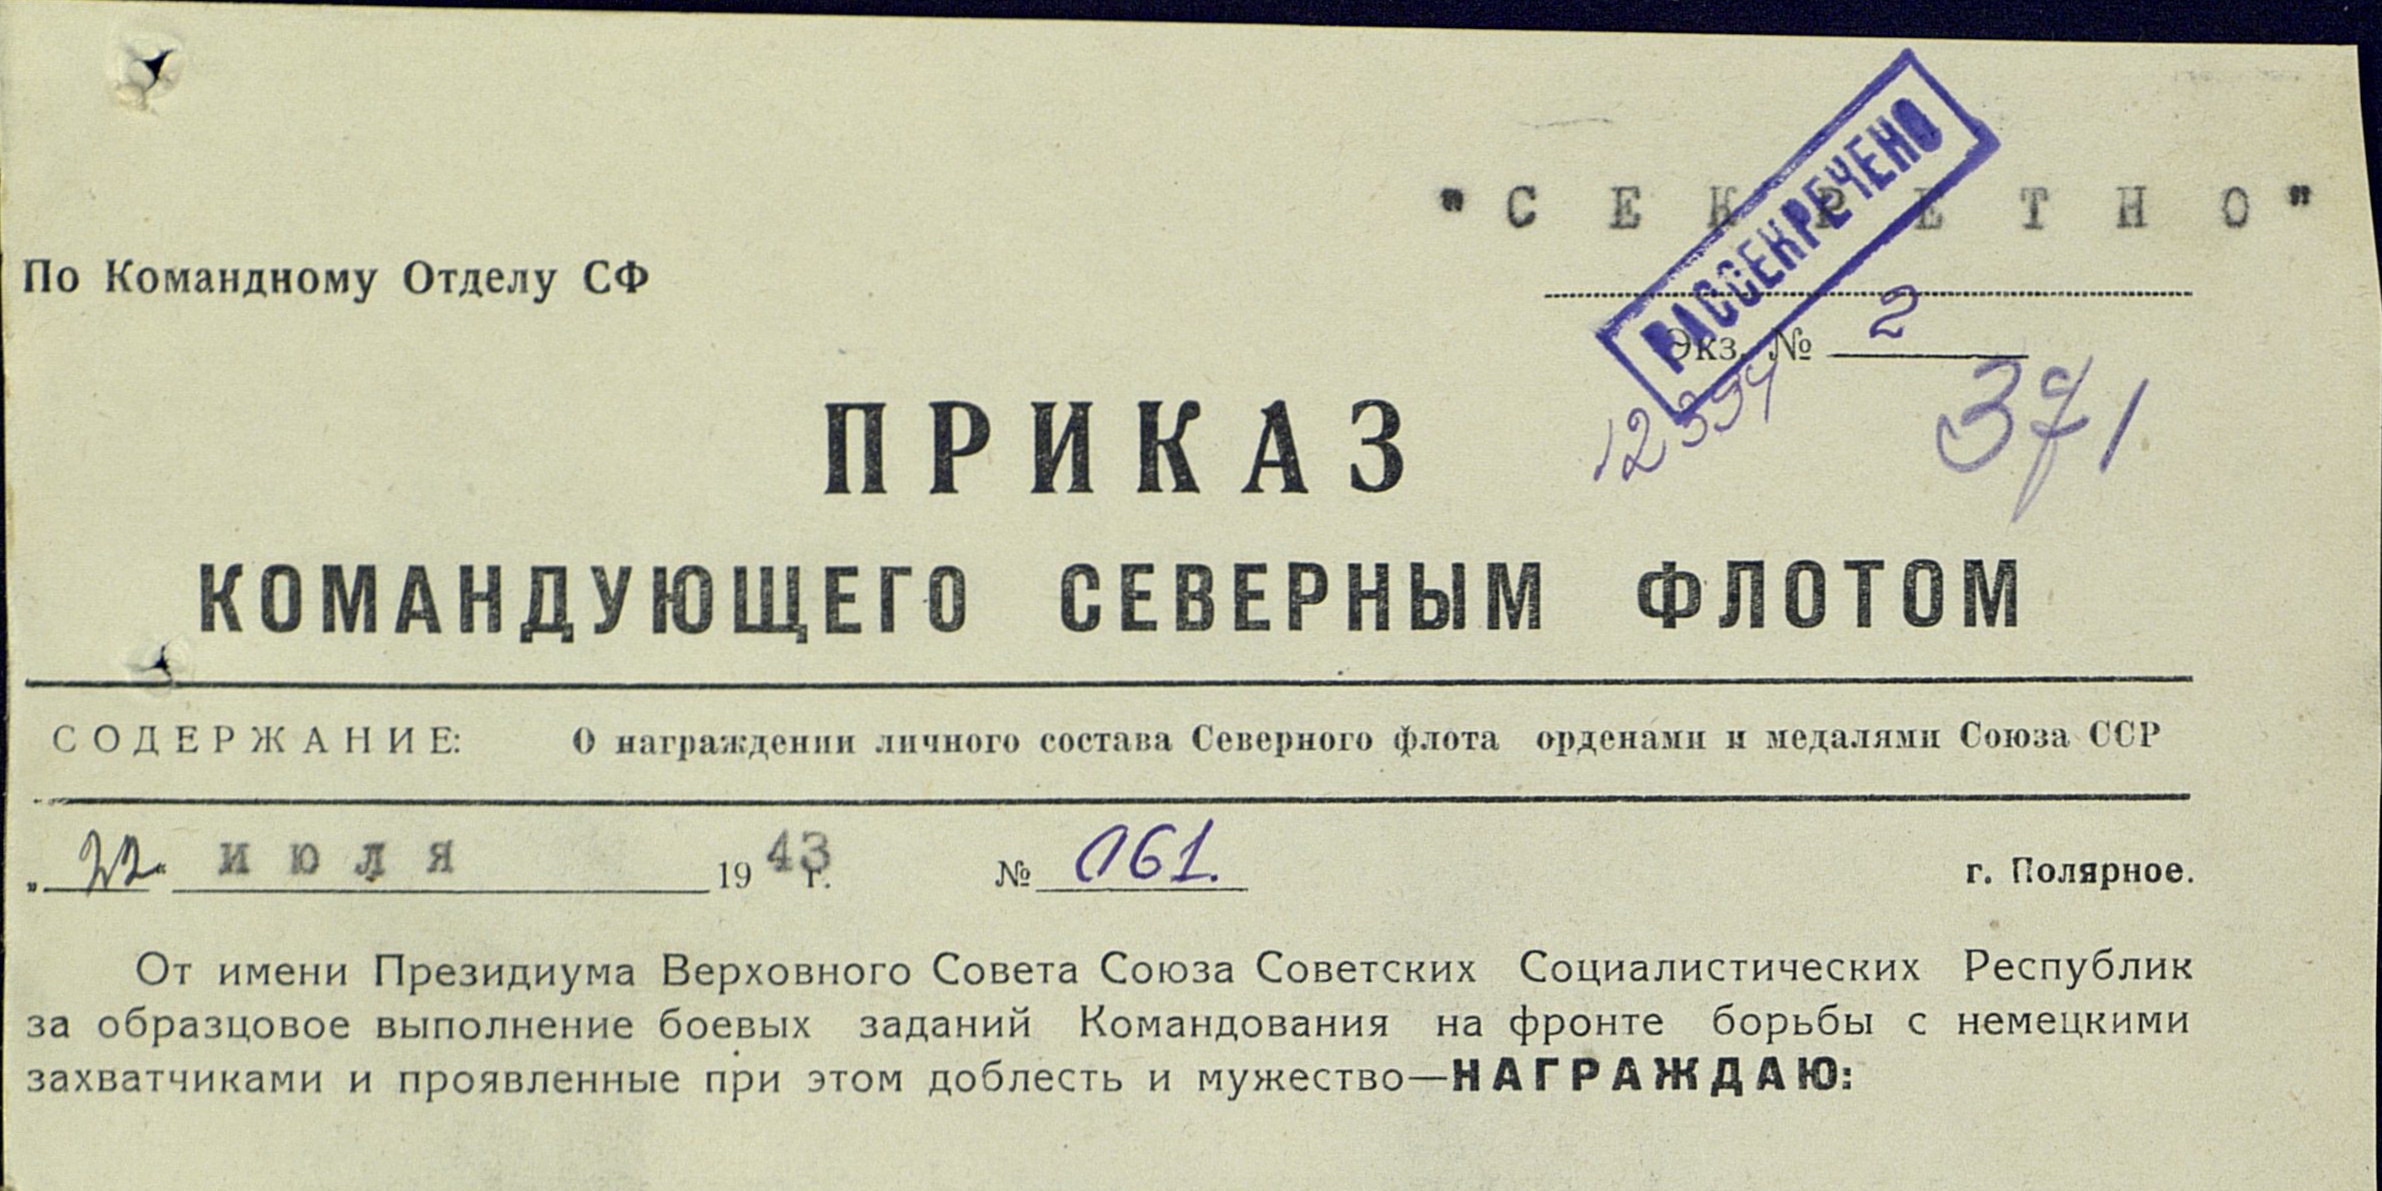 "СЕКРЕТНО"
РАССЕКРЕЧЕНО
По Командному Отделу СФ
Экз. № 2
12394
371
ПРИКАЗ
КОМАНДУЮЩЕГО СЕВЕРНЫМ ФЛОТОМ
СОДЕРЖАНИЕ: О награждении личного состава Северного флота орденами и медалями Союза ССР
„22“ июля 1943 г. № 061. г. Полярное.
От имени Президиума Верховного Совета Союза Советских Социалистических Республик
за образцовое выполнение боевых заданий Командования на фронте борьбы с немецкими
захватчиками и проявленные при этом доблесть и мужество—НАГРАЖДАЮ: